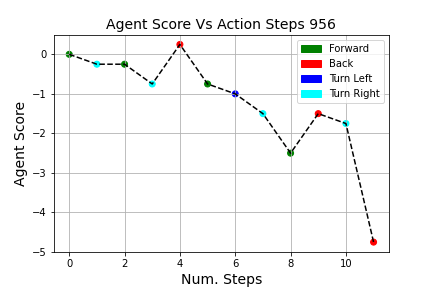 Agent Score Vs Action Steps 956
Forward
Back
Turn Left
Turn Right
Agent Score
0
−1
−2
−3
−4
−5
0 2 4 6 8 10
Num. Steps